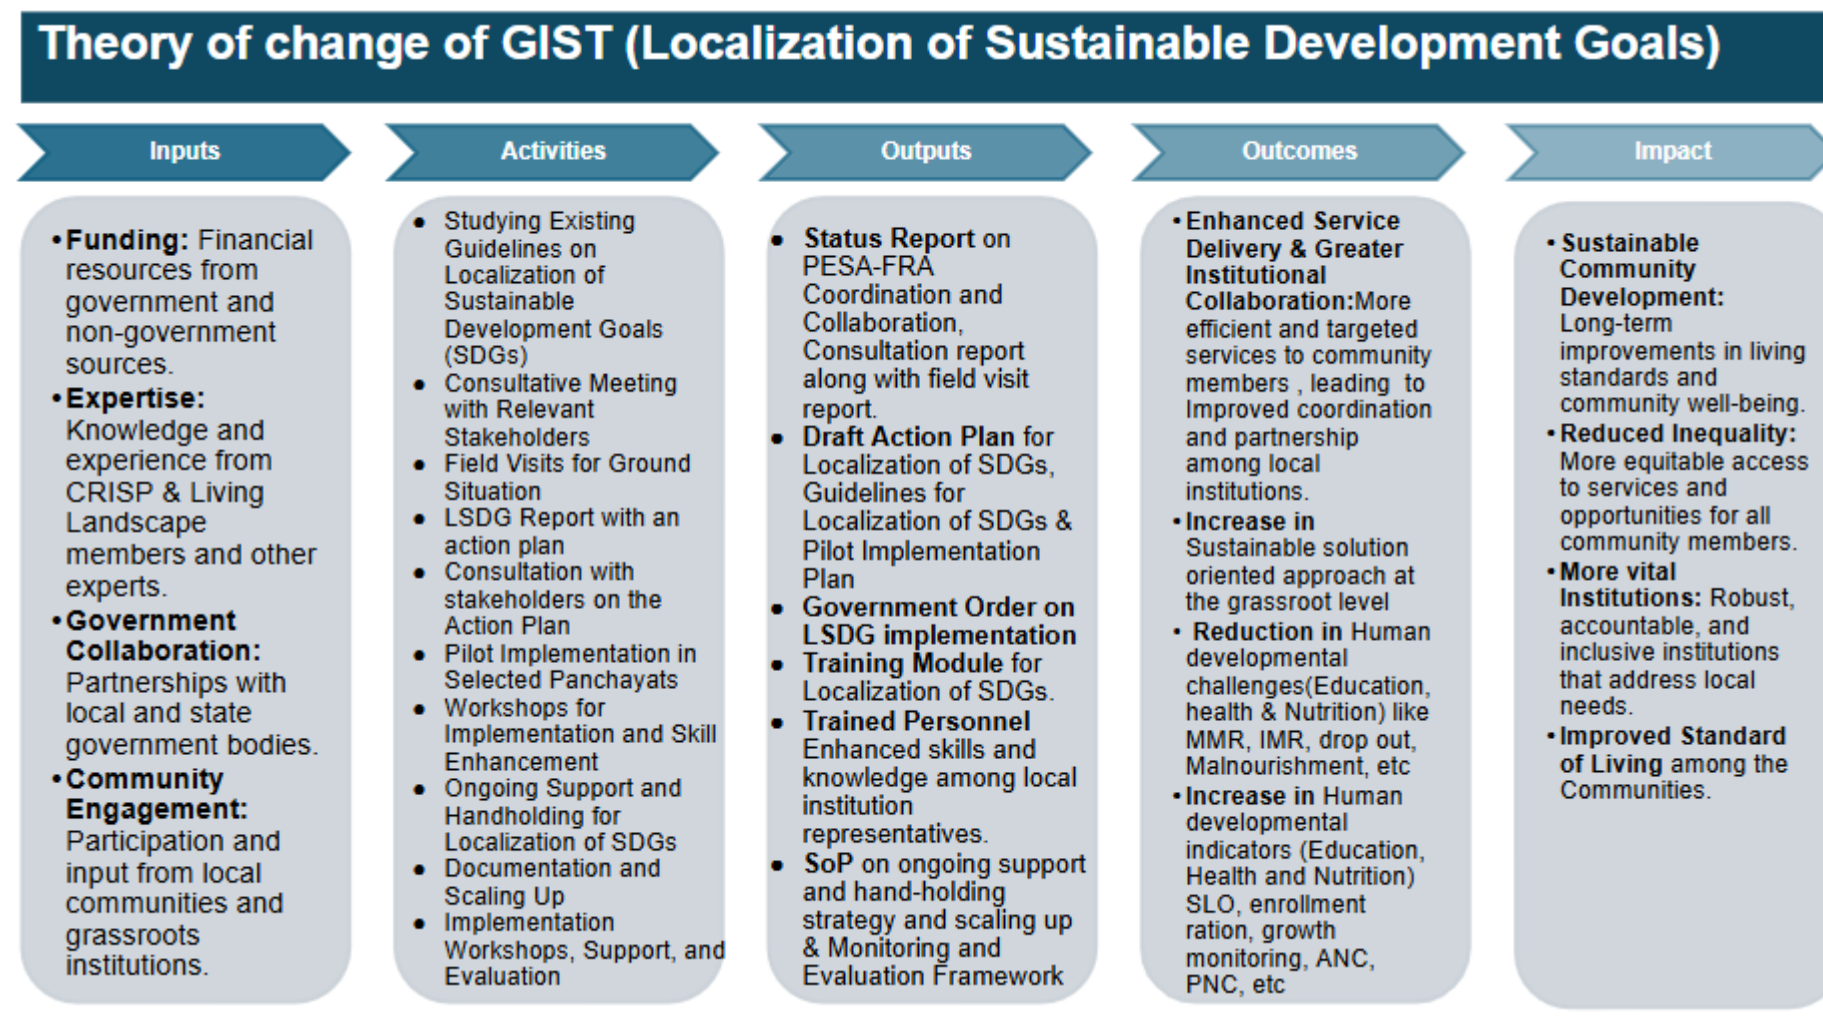 Theory of change of GIST (Localization of Sustainable Development Goals)
Inputs
Activities
Outputs
Outcomes
Impact
•Funding: Financial
resources from
government and
non-government
sources.
•Expertise:
Knowledge and
experience from
CRISP & Living
Landscape
members and other
experts.
•Government
Collaboration:
Partnerships with
local and state
government bodies.
•Community
Engagement:
Participation and
input from local
communities and
grassroots
institutions.
● Studying Existing
Guidelines on
Localization of
Sustainable
Development Goals
(SDGs)
● Consultative Meeting
with Relevant
Stakeholders
● Field Visits for Ground
Situation
● LSDG Report with an
action plan
● Consultation with
stakeholders on the
Action Plan
● Pilot Implementation in
Selected Panchayats
● Workshops for
Implementation and Skill
Enhancement
● Ongoing Support and
Handholding for
Localization of SDGs
● Documentation and
Scaling Up
● Implementation
Workshops, Support, and
Evaluation
● Status Report on
PESA-FRA
Coordination and
Collaboration,
Consultation report
along with field visit
report.
● Draft Action Plan for
Localization of SDGs,
Guidelines for
Localization of SDGs &
Pilot Implementation
Plan
● Government Order on
LSDG implementation
● Training Module for
Localization of SDGs.
● Trained Personnel
Enhanced skills and
knowledge among local
institution
representatives.
● SoP on ongoing support
and hand-holding
strategy and scaling up
& Monitoring and
Evaluation Framework
•Enhanced Service
Delivery & Greater
Institutional
Collaboration:More
efficient and targeted
services to community
members , leading to
Improved coordination
and partnership
among local
institutions.
•Increase in
Sustainable solution
oriented approach at
the grassroot level
• Reduction in Human
developmental
challenges(Education,
health & Nutrition) like
MMR, IMR, drop out,
Malnourishment, etc
•Increase in Human
developmental
indicators (Education,
Health and Nutrition)
SLO, enrollment
ration, growth
monitoring, ANC,
PNC, etc
•Sustainable
Community
Development:
Long-term
improvements in living
standards and
community well-being.
•Reduced Inequality:
More equitable access
to services and
opportunities for all
community members.
•More vital
Institutions: Robust,
accountable, and
inclusive institutions
that address local
needs.
•Improved Standard
of Living among the
Communities.